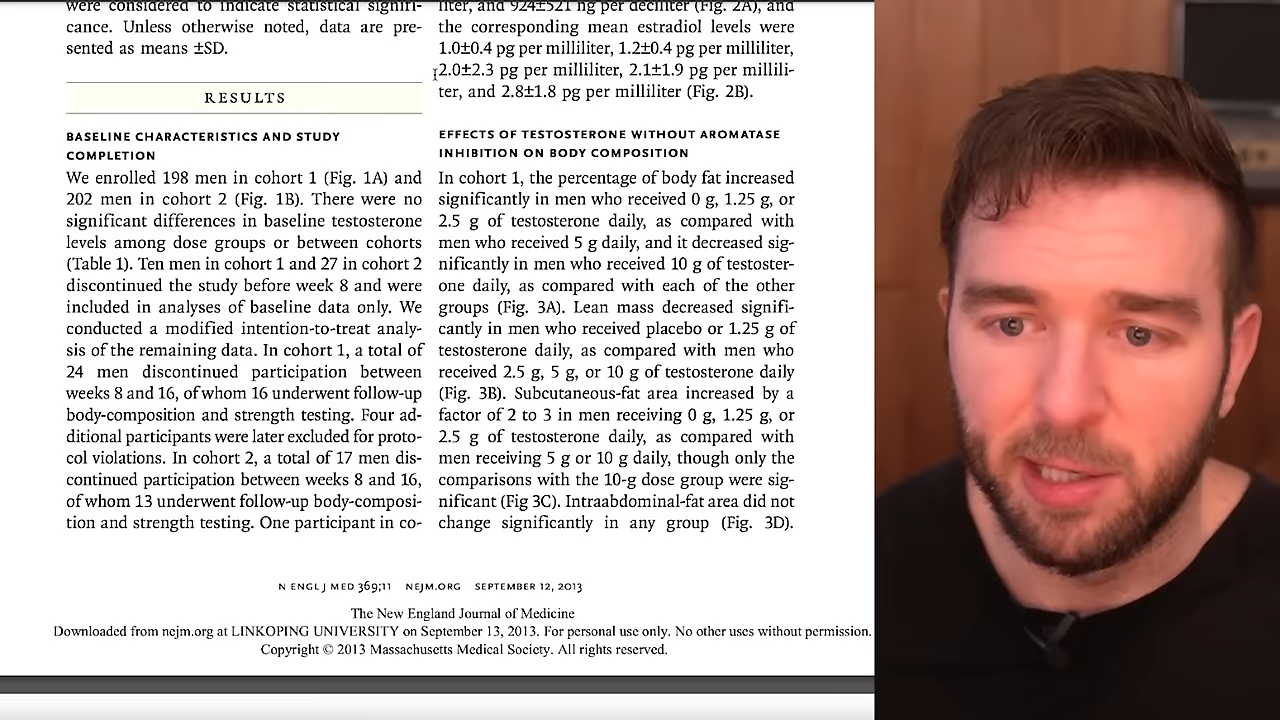 were considered to indicate statistical signifi-
cance. Unless otherwise noted, data are pre-
sented as means ±SD.
RESULTS
BASELINE CHARACTERISTICS AND STUDY
COMPLETION
We enrolled 198 men in cohort 1 (Fig. 1A) and
202 men in cohort 2 (Fig. 1B). There were no
significant differences in baseline testosterone
levels among dose groups or between cohorts
(Table 1). Ten men in cohort 1 and 27 in cohort 2
discontinued the study before week 8 and were
included in analyses of baseline data only. We
conducted a modified intention-to-treat analy-
sis of the remaining data. In cohort 1, a total of
24 men discontinued participation between
weeks 8 and 16, of whom 16 underwent follow-up
body-composition and strength testing. Four ad-
ditional participants were later excluded for proto-
col violations. In cohort 2, a total of 17 men dis-
continued participation between weeks 8 and 16,
of whom 13 underwent follow-up body-composi-
tion and strength testing. One participant in co-
liter, and 924±521 ng per deciliter (Fig. 2A), and
the corresponding mean estradiol levels were
1.0±0.4 pg per milliliter, 1.2±0.4 pg per milliliter,
2.0±2.3 pg per milliliter, 2.1±1.9 pg per millili-
ter, and 2.8±1.8 pg per milliliter (Fig. 2B).
EFFECTS OF TESTOSTERONE WITHOUT AROMATASE
INHIBITION ON BODY COMPOSITION
In cohort 1, the percentage of body fat increased
significantly in men who received 0 g, 1.25 g, or
2.5 g of testosterone daily, as compared with
men who received 5 g daily, and it decreased sig-
nificantly in men who received 10 g of testoster-
one daily, as compared with each of the other
groups (Fig. 3A). Lean mass decreased signifi-
cantly in men who received placebo or 1.25 g of
testosterone daily, as compared with men who
received 2.5 g, 5 g, or 10 g of testosterone daily
(Fig. 3B). Subcutaneous-fat area increased by a
factor of 2 to 3 in men receiving 0 g, 1.25 g, or
2.5 g of testosterone daily, as compared with
men receiving 5 g or 10 g daily, though only the
comparisons with the 10-g dose group were sig-
nificant (Fig 3C). Intraabdominal-fat area did not
change significantly in any group (Fig. 3D).
N ENGL J MED 369;11 NEJM.ORG SEPTEMBER 12, 2013
The New England Journal of Medicine
Downloaded from nejm.org at LINKOPING UNIVERSITY on September 13, 2013. For personal use only. No other uses without permission.
Copyright © 2013 Massachusetts Medical Society. All rights reserved.